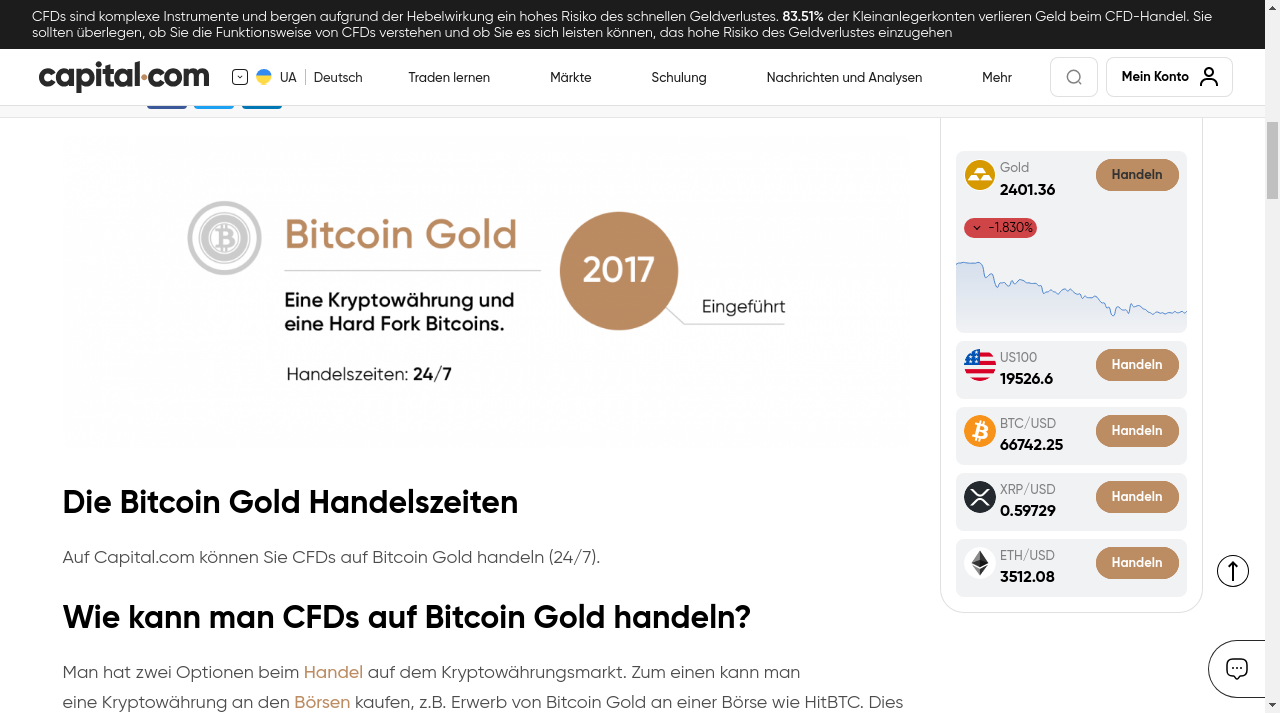 CFDs sind komplexe Instrumente und bergen aufgrund der Hebelwirkung ein hohes Risiko des schnellen Geldverlustes. 83.51% der Kleinanlegerkonten verlieren Geld beim CFD-Handel. Sie
sollten überlegen, ob Sie die Funktionsweise von CFDs verstehen und ob Sie es sich leisten können, das hohe Risiko des Geldverlustes einzugehen
capital.com
UA
Deutsch
Traden lernen
Märkte
Schulung
Nachrichten und Analysen
Mehr
Mein Konto
Bitcoin Gold
Eine Kryptowährung und
eine Hard Fork Bitcoins.
Handelszeiten: 24/7
2017
Eingeführt
Die Bitcoin Gold Handelszeiten
Auf Capital.com können Sie CFDs auf Bitcoin Gold handeln (24/7).
Wie kann man CFDs auf Bitcoin Gold handeln?
Man hat zwei Optionen beim Handel auf dem Kryptowährungsmarkt. Zum einen kann man
eine Kryptowährung an den Börsen kaufen, z.B. Erwerb von Bitcoin Gold an einer Börse wie HitBTC. Dies
Gold
2401.36
Handeln
-1.830%
US100
19526.6
Handeln
BTC/USD
66742.25
Handeln
XRP/USD
0.59729
Handeln
ETH/USD
3512.08
Handeln